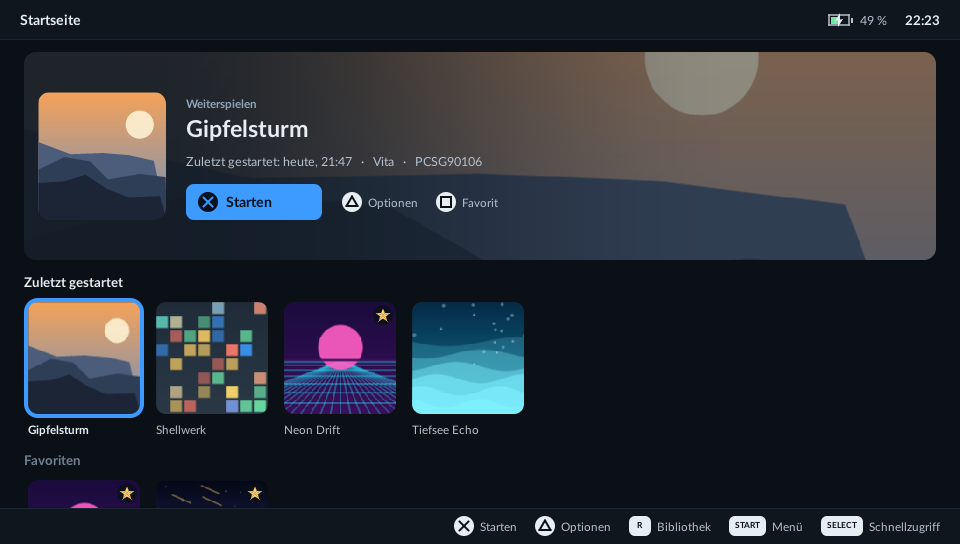 Startseite
49 %
22:23
Weiterspielen
Gipfelsturm
Zuletzt gestartet: heute, 21:47 · Vita · PCSG90106
Starten
Optionen
Favorit
Zuletzt gestartet
Gipfelsturm
Shellwerk
Neon Drift
Tiefsee Echo
Favoriten
Starten
Optionen
R Bibliothek
START Menü
SELECT Schnellzugriff